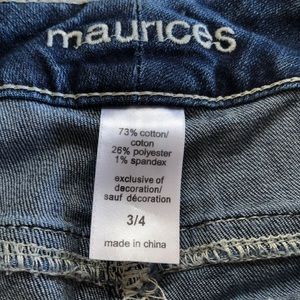 maurices
73% cotton/
coton
26% polyester
1% spandex
exclusive of
decoration/
sauf décoration
3/4
made in china